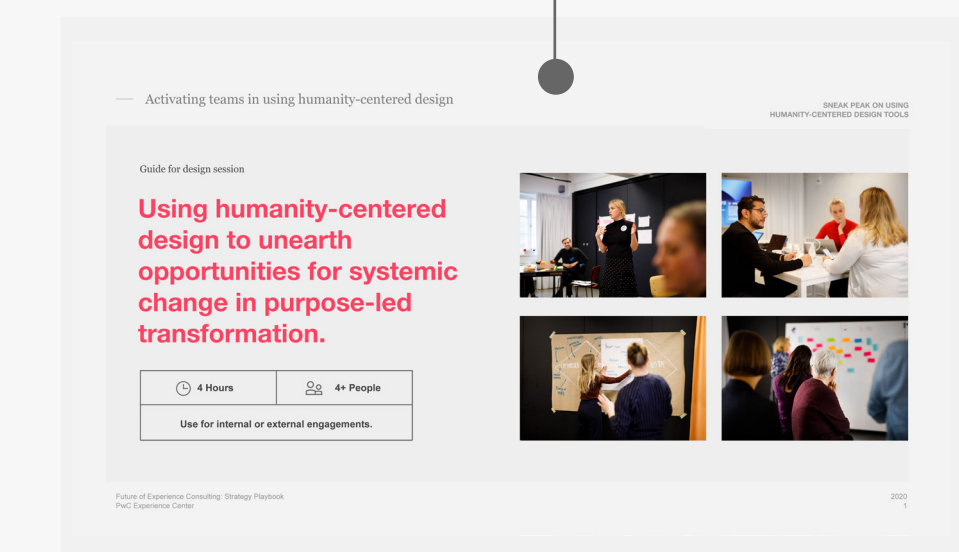 Activating teams in using humanity-centered design
SNEAK PEAK ON USING
HUMANITY-CENTERED DESIGN TOOLS
Guide for design session
Using humanity-centered
design to unearth
opportunities for systemic
change in purpose-led
transformation.
4 Hours
4+ People
Use for internal or external engagements.
Future of Experience Consulting: Strategy Playbook
PwC Experience Center
2020
1